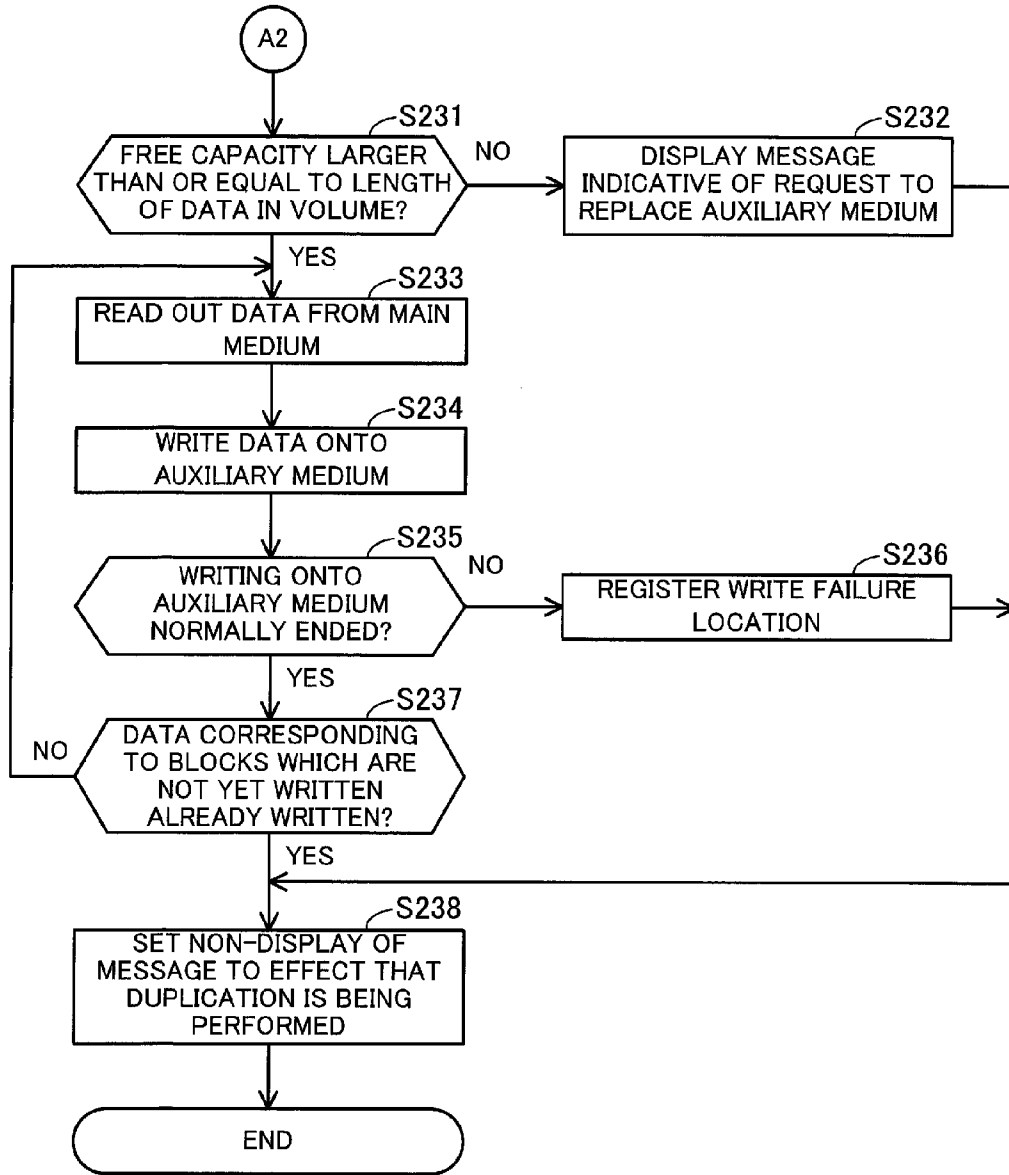 A2
S231
FREE CAPACITY LARGER
THAN OR EQUAL TO LENGTH
OF DATA IN VOLUME?
NO
S232
DISPLAY MESSAGE
INDICATIVE OF REQUEST TO
REPLACE AUXILIARY MEDIUM
YES
S233
READ OUT DATA FROM MAIN
MEDIUM
S234
WRITE DATA ONTO
AUXILIARY MEDIUM
S235
WRITING ONTO
AUXILIARY MEDIUM
NORMALLY ENDED?
NO
S236
REGISTER WRITE FAILURE
LOCATION
YES
S237
DATA CORRESPONDING
TO BLOCKS WHICH ARE
NOT YET WRITTEN
ALREADY WRITTEN?
NO
YES
S238
SET NON-DISPLAY OF
MESSAGE TO EFFECT THAT
DUPLICATION IS BEING
PERFORMED
END